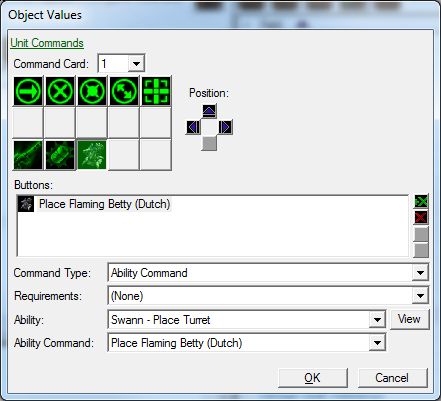 Object Values
Unit Commands
Command Card: 1
Position:
Buttons:
Place Flaming Betty (Dutch)
Command Type: Ability Command
Requirements: (None)
Ability: Swann - Place Turret View
Ability Command: Place Flaming Betty (Dutch)
OK Cancel